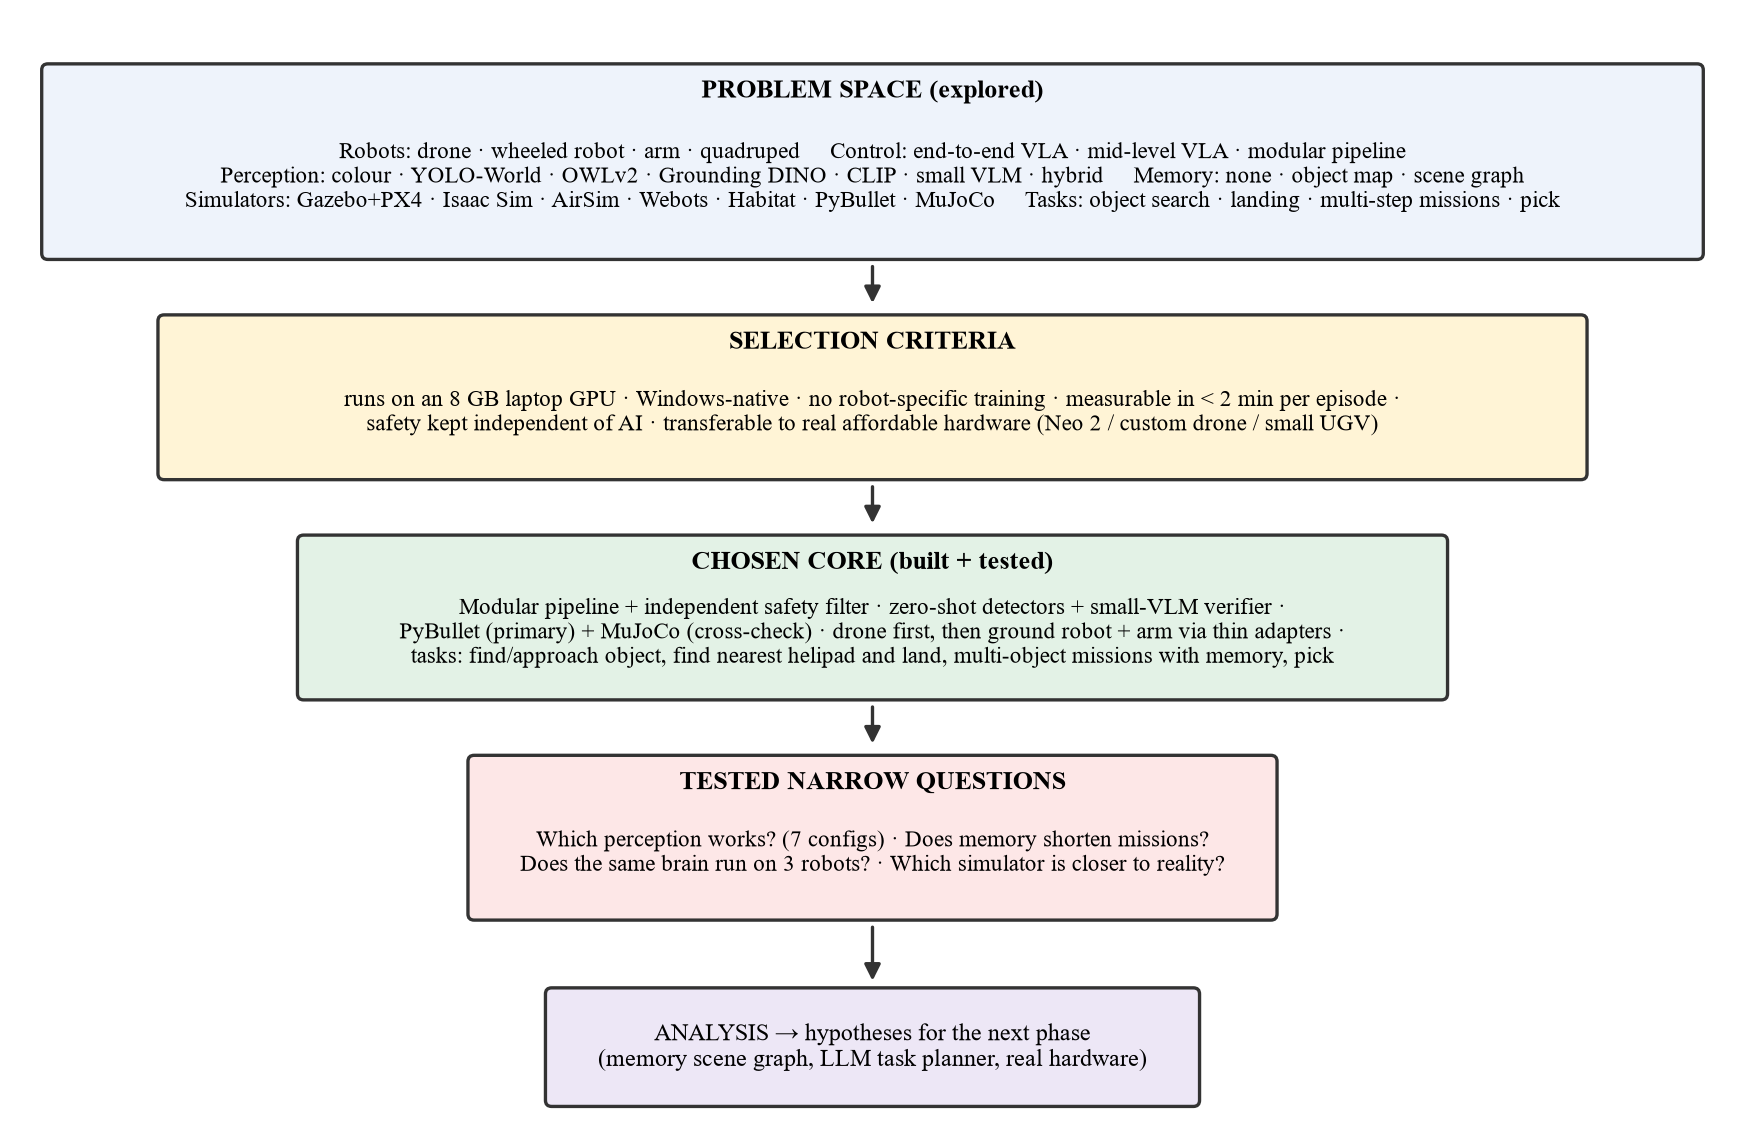 PROBLEM SPACE (explored)
Robots: drone · wheeled robot · arm · quadruped    Control: end-to-end VLA · mid-level VLA · modular pipeline
Perception: colour · YOLO-World · OWLv2 · Grounding DINO · CLIP · small VLM · hybrid    Memory: none · object map · scene graph
Simulators: Gazebo+PX4 · Isaac Sim · AirSim · Webots · Habitat · PyBullet · MuJoCo    Tasks: object search · landing · multi-step missions · pick
SELECTION CRITERIA
runs on an 8 GB laptop GPU · Windows-native · no robot-specific training · measurable in < 2 min per episode ·
safety kept independent of AI · transferable to real affordable hardware (Neo 2 / custom drone / small UGV)
CHOSEN CORE (built + tested)
Modular pipeline + independent safety filter · zero-shot detectors + small-VLM verifier ·
PyBullet (primary) + MuJoCo (cross-check) · drone first, then ground robot + arm via thin adapters ·
tasks: find/approach object, find nearest helipad and land, multi-object missions with memory, pick
TESTED NARROW QUESTIONS
Which perception works? (7 configs) · Does memory shorten missions?
Does the same brain run on 3 robots? · Which simulator is closer to reality?
ANALYSIS → hypotheses for the next phase
(memory scene graph, LLM task planner, real hardware)